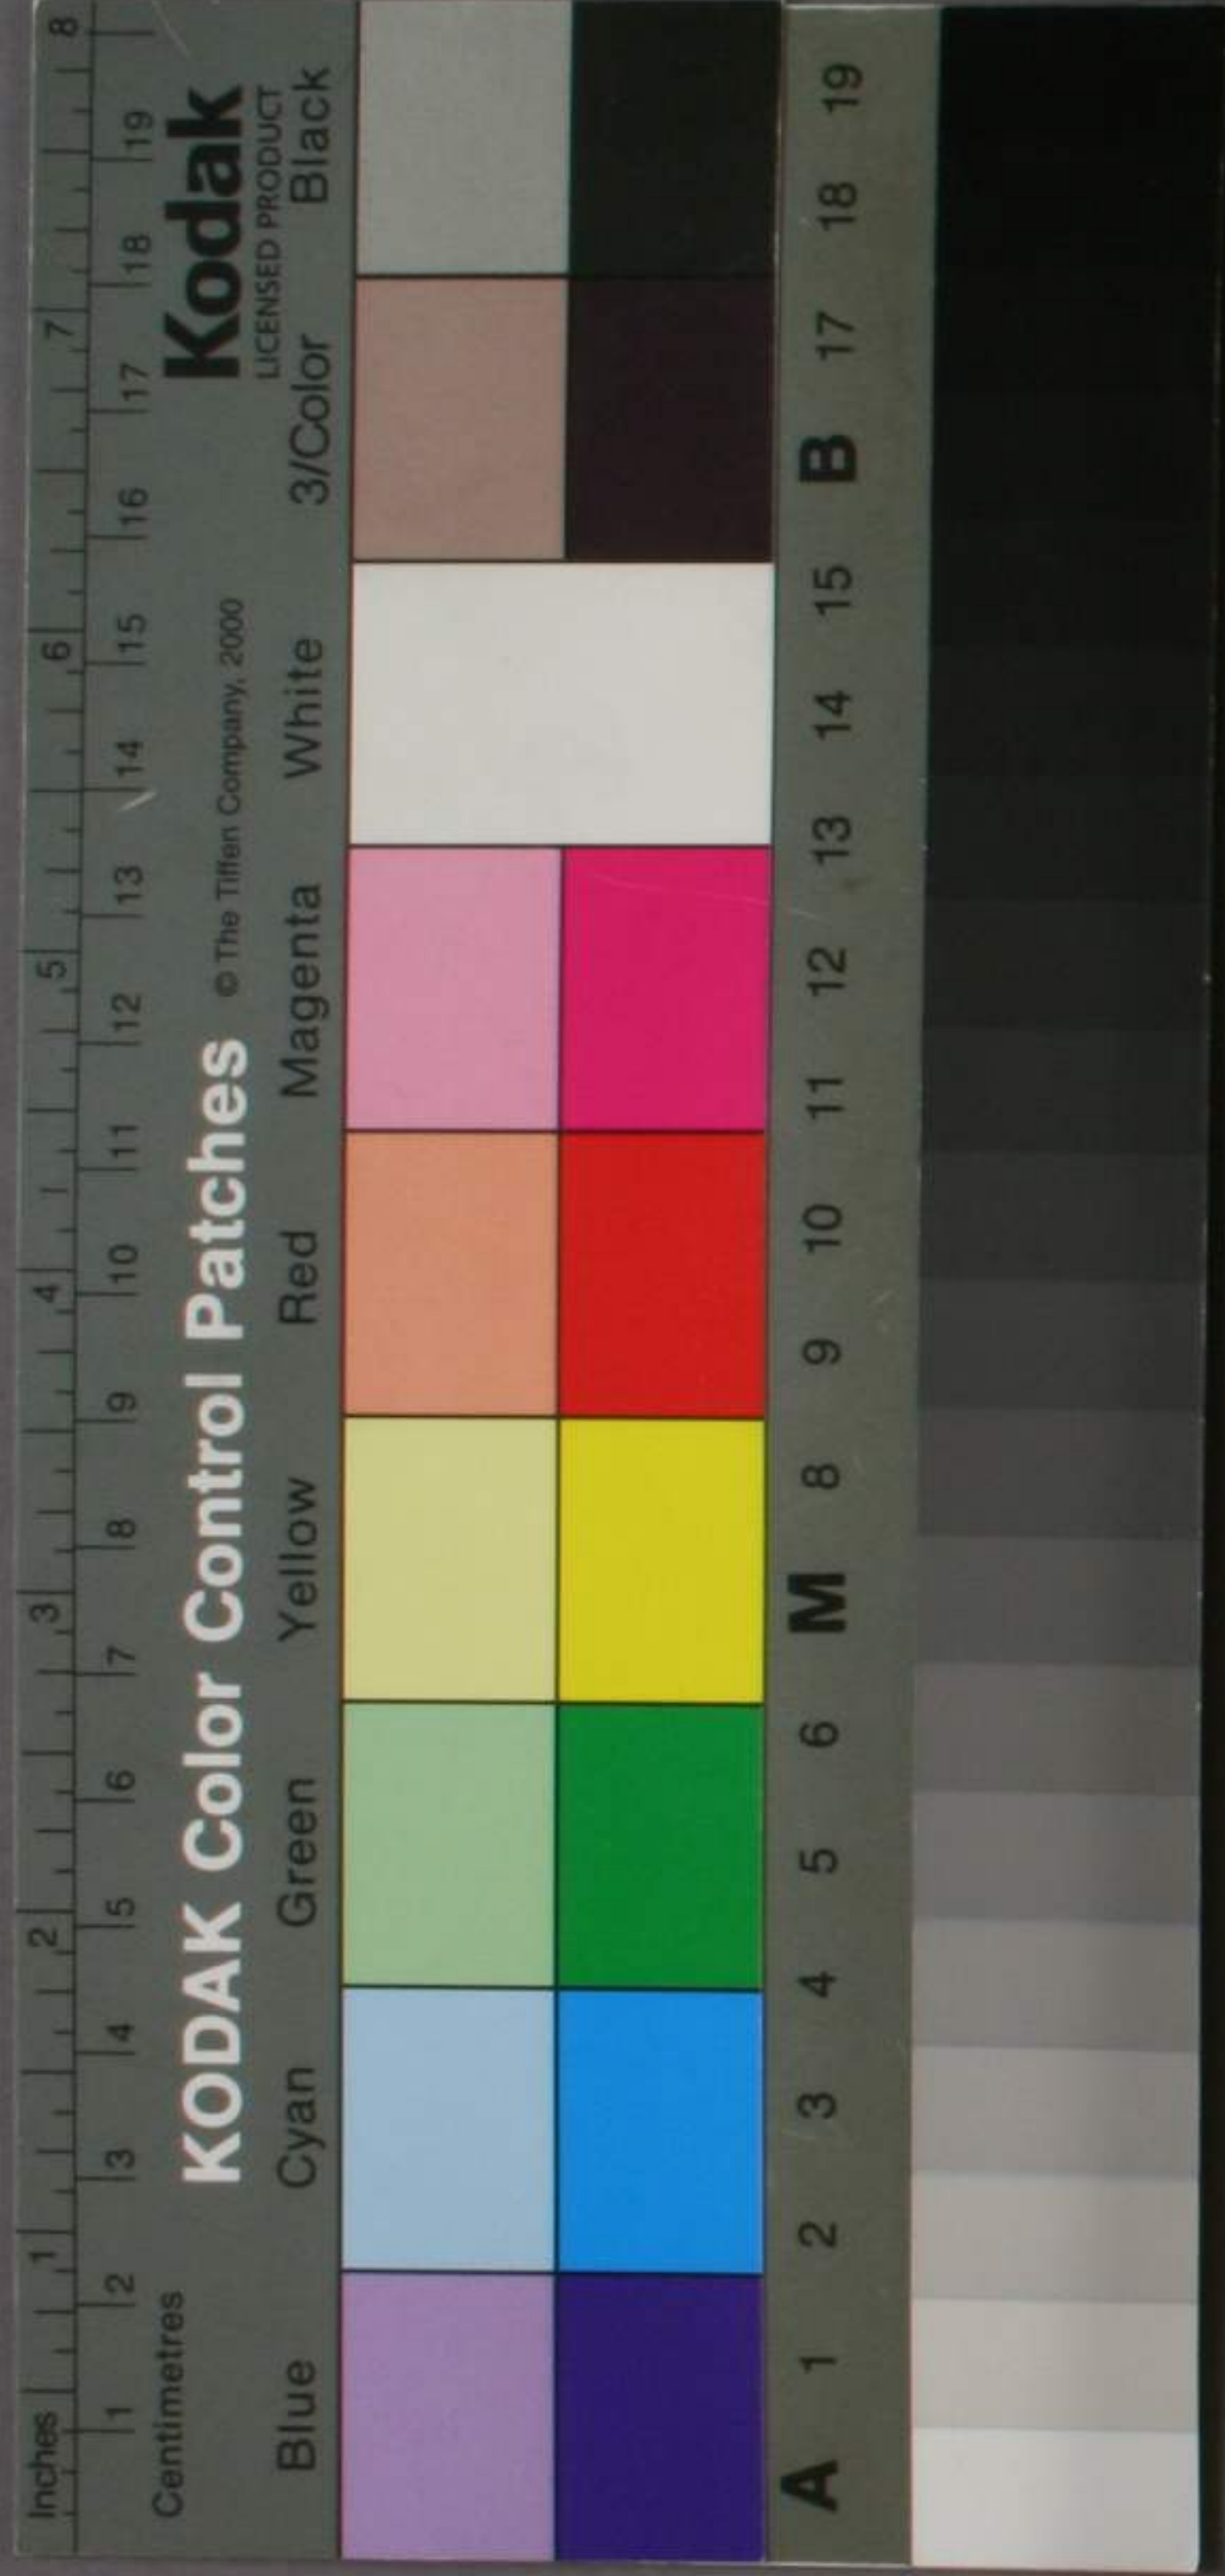 Inches 1 2 3 4 5 6 7 8
Centimetres 1 2 3 4 5 6 7 8 9 10 11 12 13 14 15 16 17 18 19
KODAK Color Control Patches © The Tiffen Company, 2000 Kodak
LICENSED PRODUCT
Blue Cyan Green Yellow Red Magenta White 3/Color Black
A 1 2 3 4 5 6 M 8 9 10 11 12 13 14 15 B 17 18 19